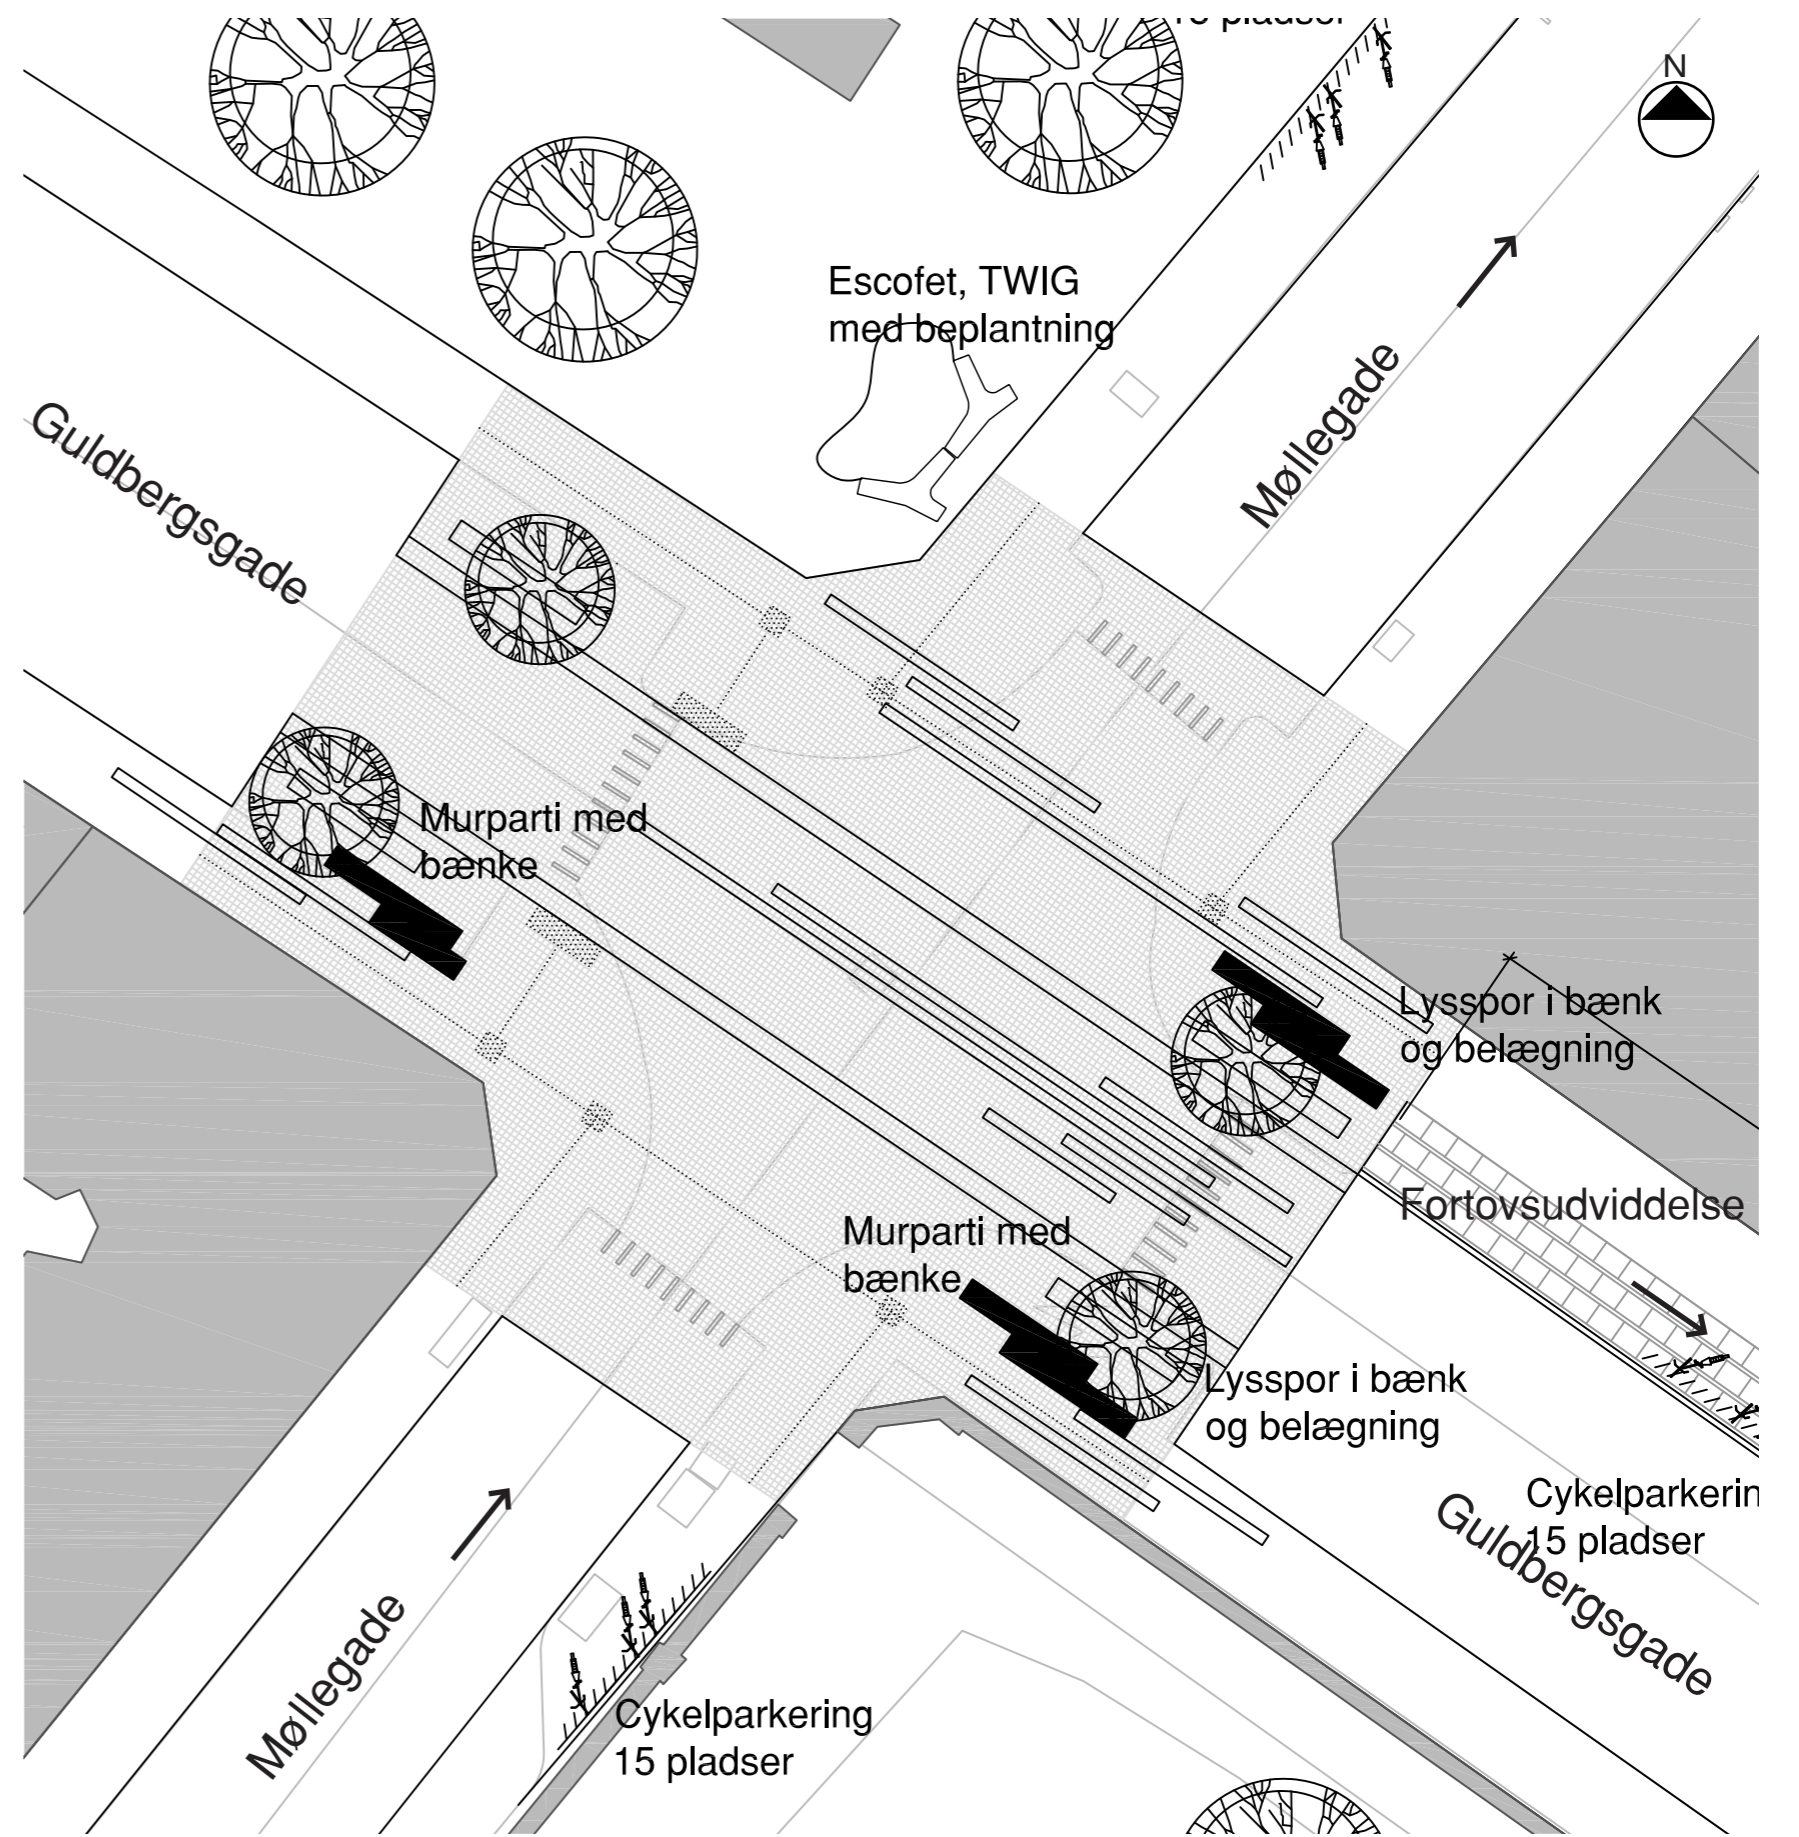 pladser
N
Escofet, TWIG
med beplantning
Møllegade
Guldbergsgade
Murparti med
bænke
Lysspor i bænk
og belægning
Fortovsudviddelse
Murparti med
bænke
Lysspor i bænk
og belægning
Cykelparkerin
15 pladser
Guldbergsgade
Møllegade
Cykelparkering
15 pladser